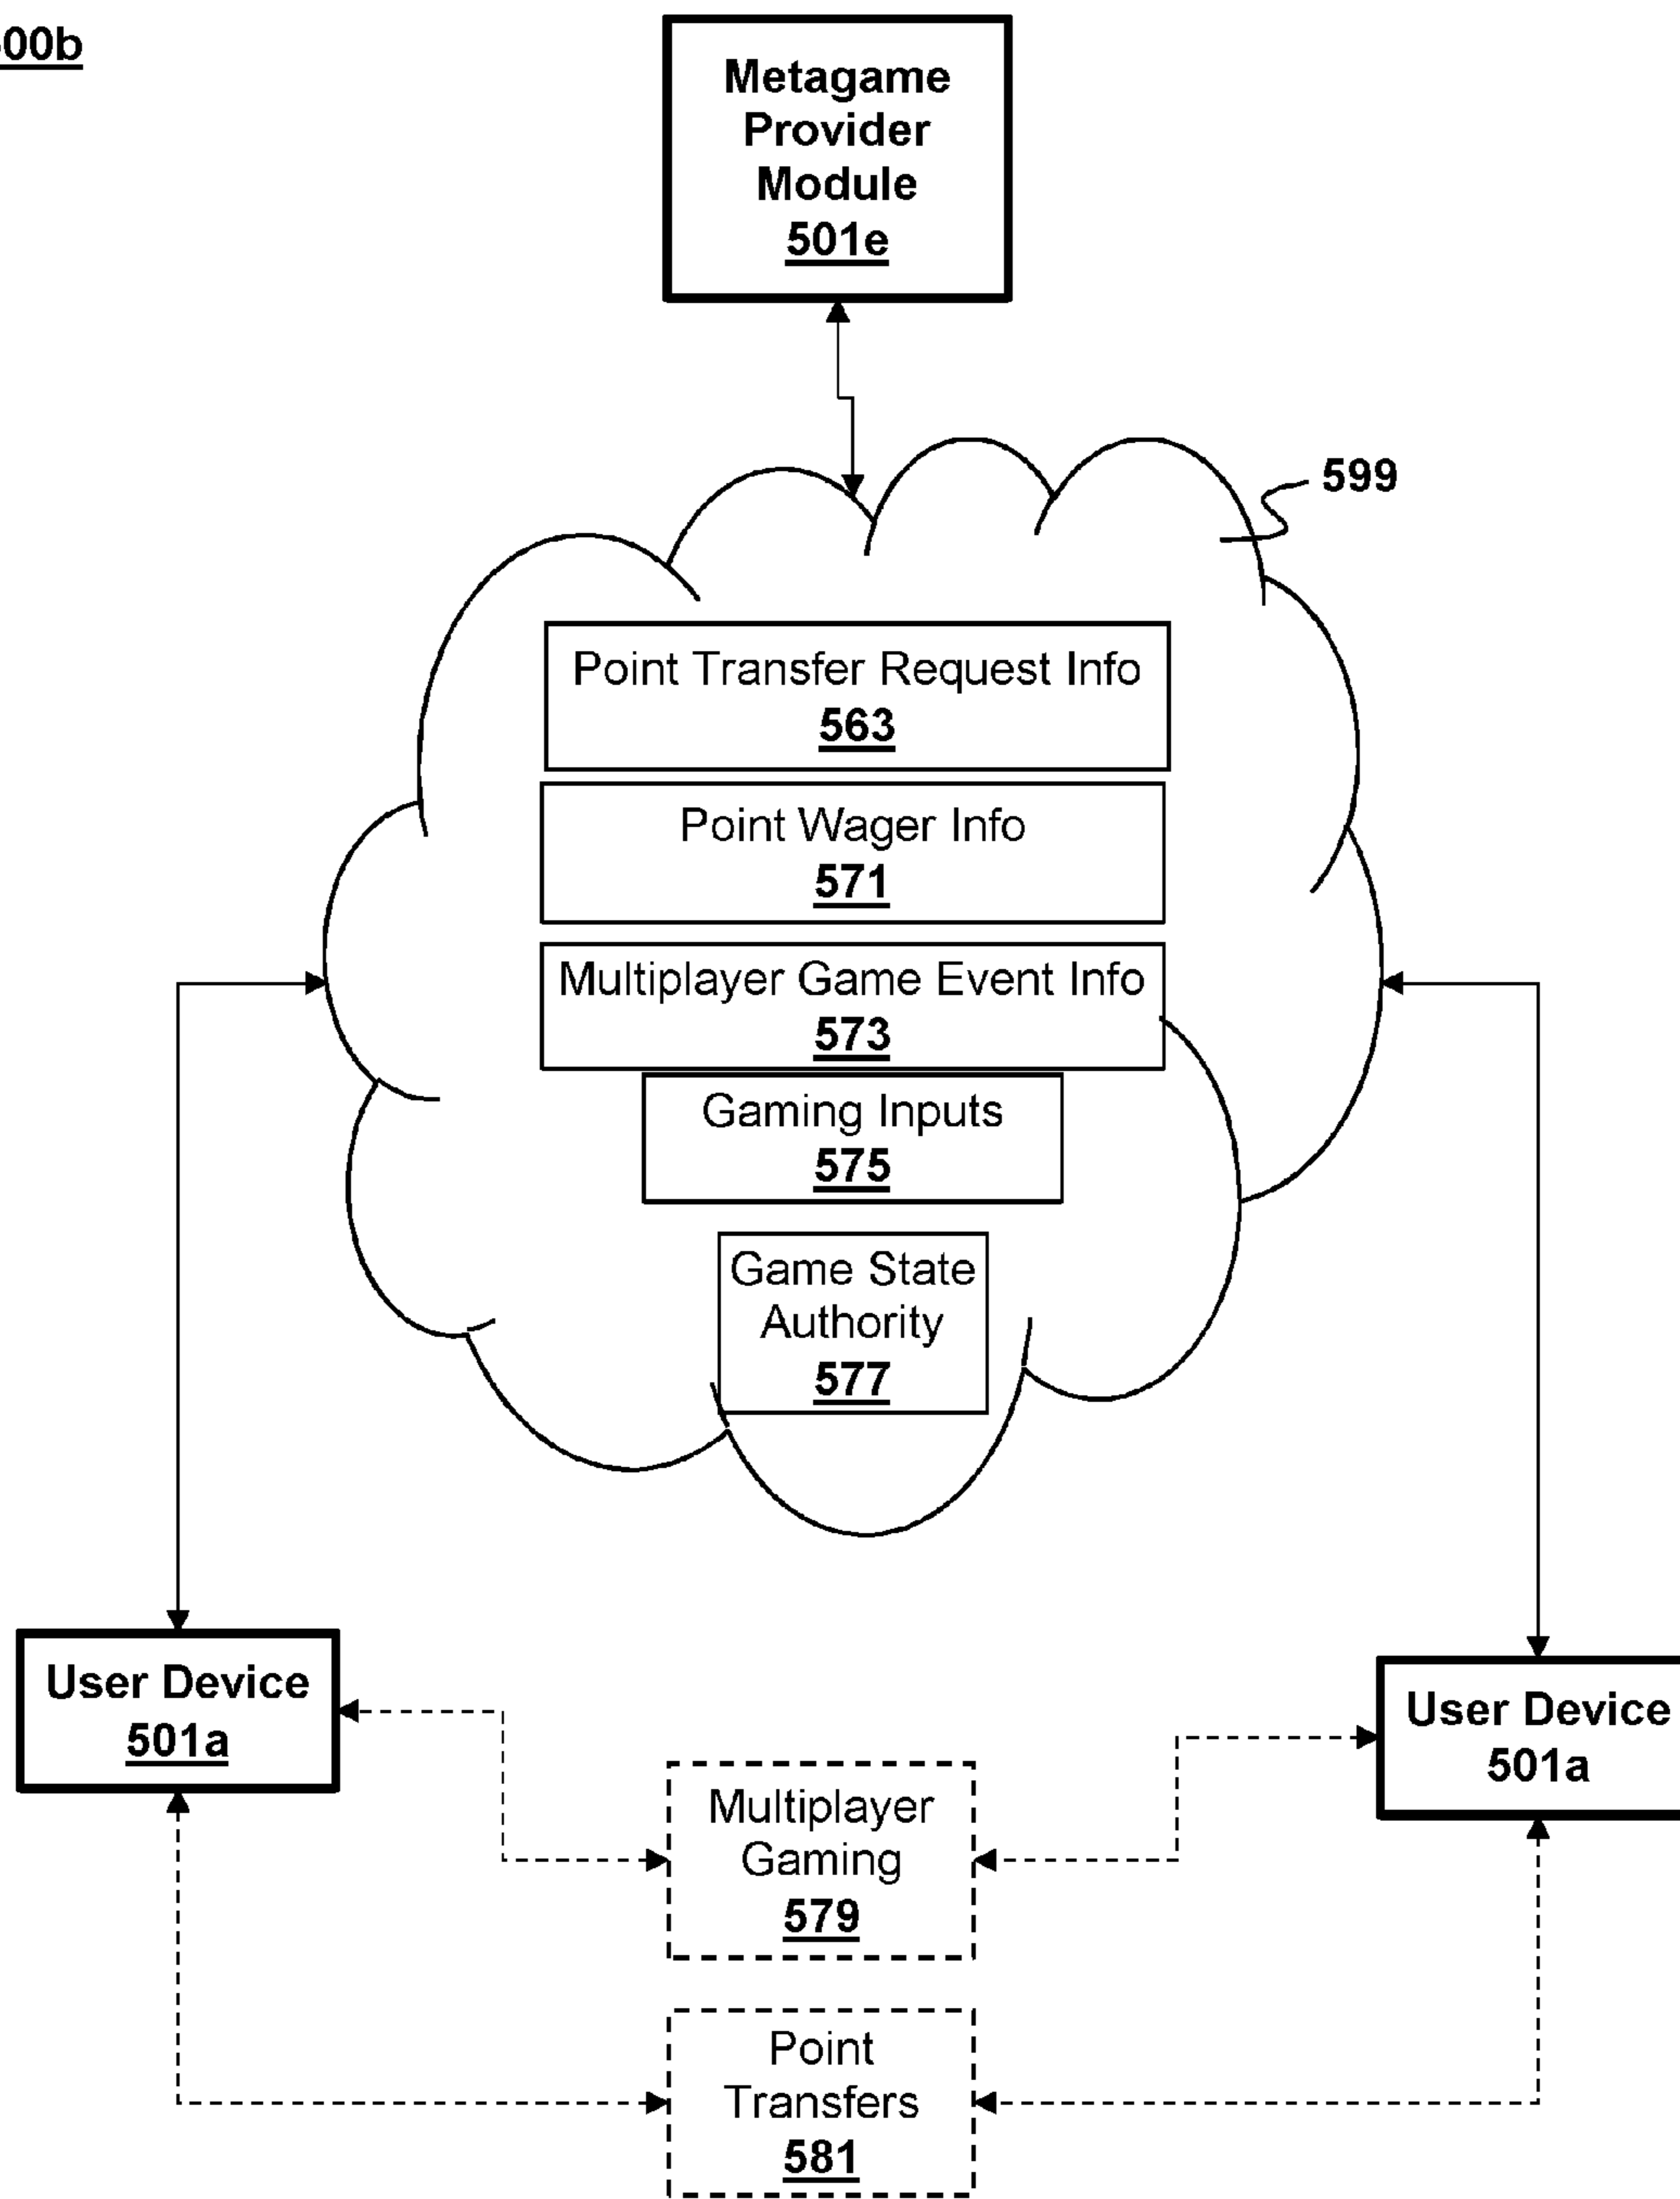 00b
Metagame
Provider
Module
501e
599
Point Transfer Request Info
563
Point Wager Info
571
Multiplayer Game Event Info
573
Gaming Inputs
575
Game State
Authority
577
User Device
501a
User Device
501a
Multiplayer
Gaming
579
Point
Transfers
581